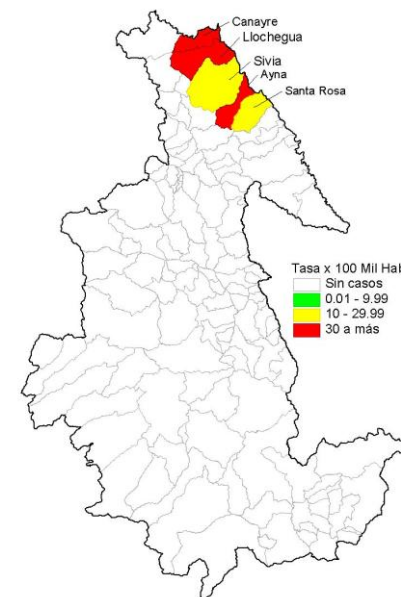 Canayre
Llochegua
Sivia
Ayna
Santa Rosa
Tasa x 100 Mil Hab
Sin casos
0.01 - 9.99
10 - 29.99
30 a más